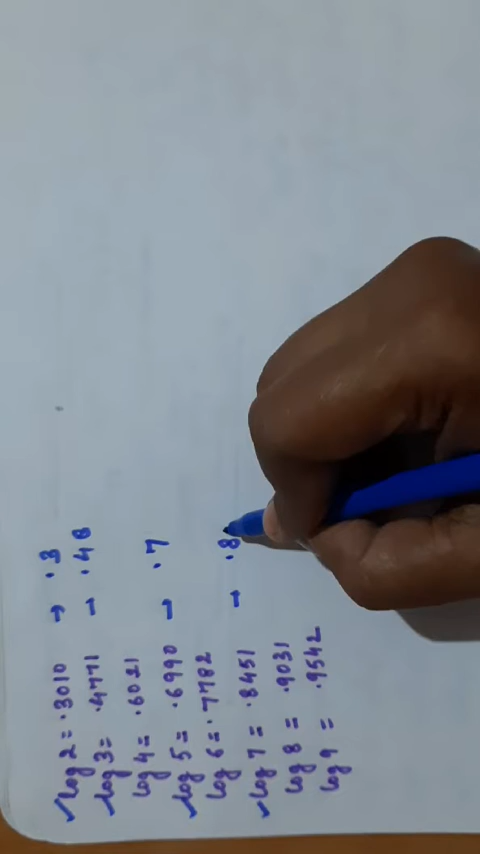 log 2 = .3010 → .3
log 3 = .4771 → .48
log 4 = .6021
log 5 = .6990 → .7
log 6 = .7782
log 7 = .8451 → .8
log 8 = .9031
log 9 = .9542